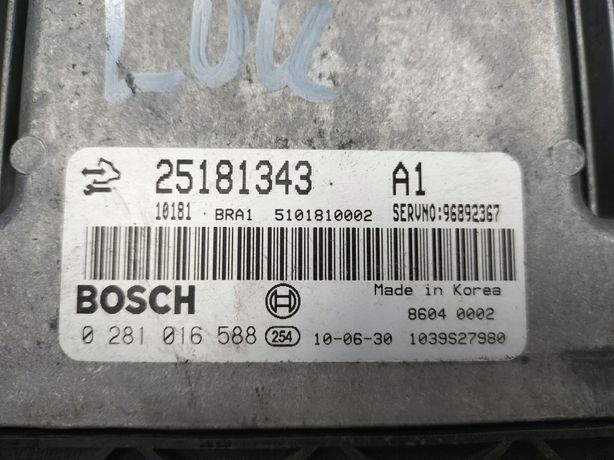 LUK
25181343 A1
10181 BRA1 5101810002 SERVNO:96892367
BOSCH Made in Korea
8604 0002
0 281 016 588 254 10-06-30 1039S27980